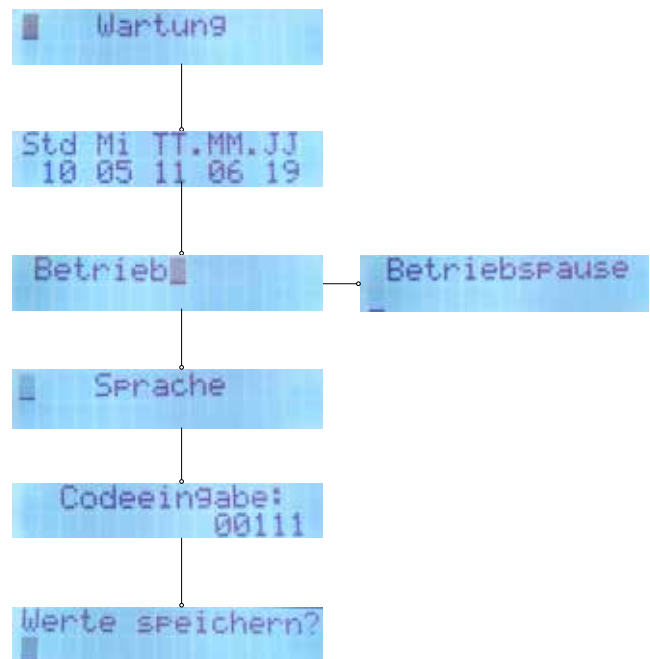 Wartung
Std Mi TT.MM.JJ
10 05 11 06 19
Betrieb
Betriebspause
Sprache
Codeeingabe:
00111
Werte speichern?